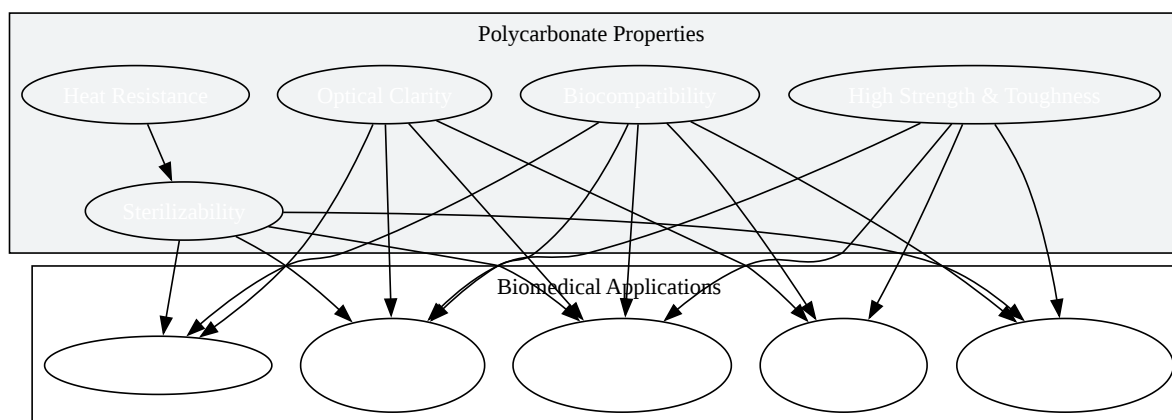 Polycarbonate Properties
Heat Resistance
Optical Clarity
Biocompatibility
High Strength & Toughness
Sterilizability
Biomedical Applications